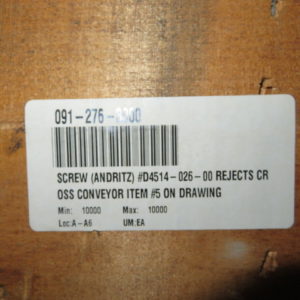 091-276-
SCREW (ANDRITZ) #D4514-026-00 REJECTS CR
OSS CONVEYOR ITEM #5 ON DRAWING
Min: 10000 Max: 10000
Loc:A-A6 UM:EA